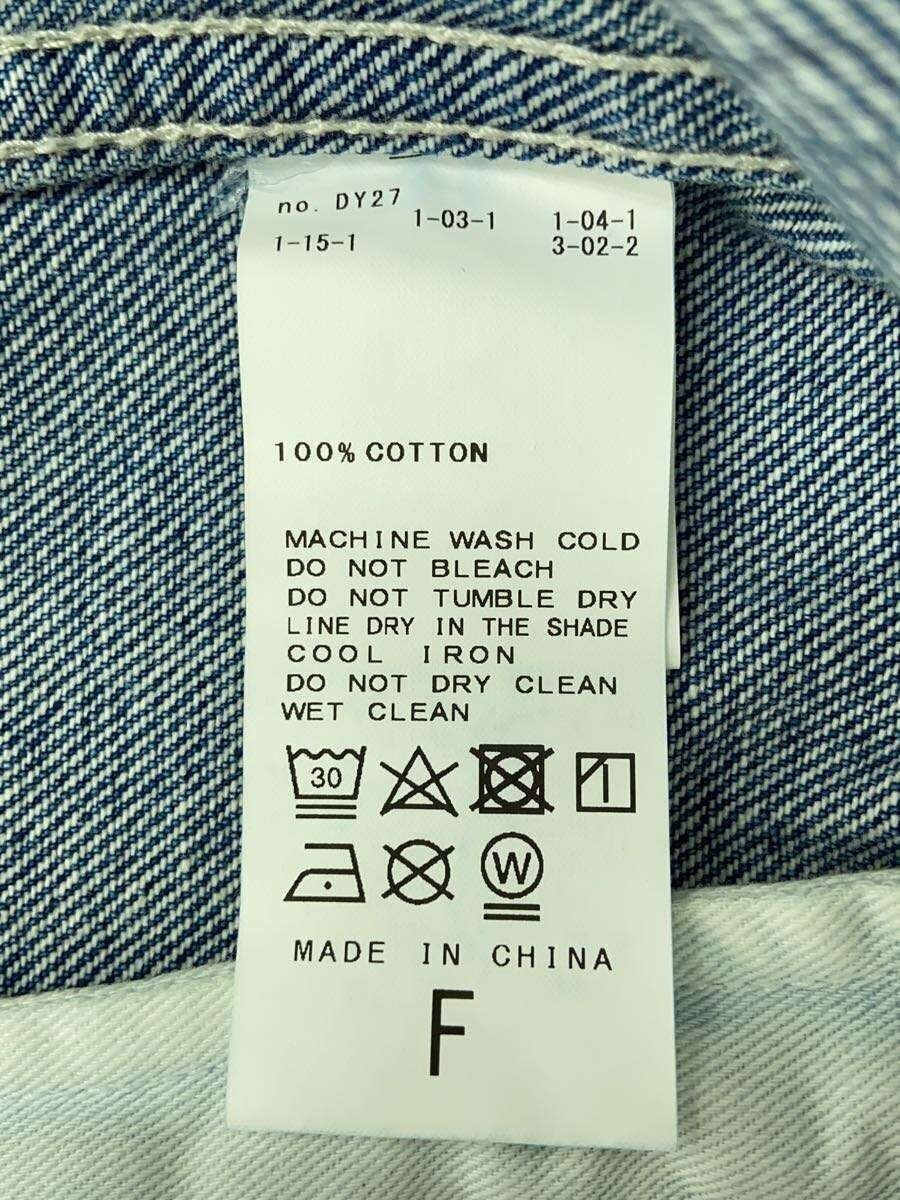 no. DY27 1-03-1 1-04-1
1-15-1 3-02-2
100% COTTON
MACHINE WASH COLD
DO NOT BLEACH
DO NOT TUMBLE DRY
LINE DRY IN THE SHADE
COOL IRON
DO NOT DRY CLEAN
WET CLEAN
30
W
MADE IN CHINA
F